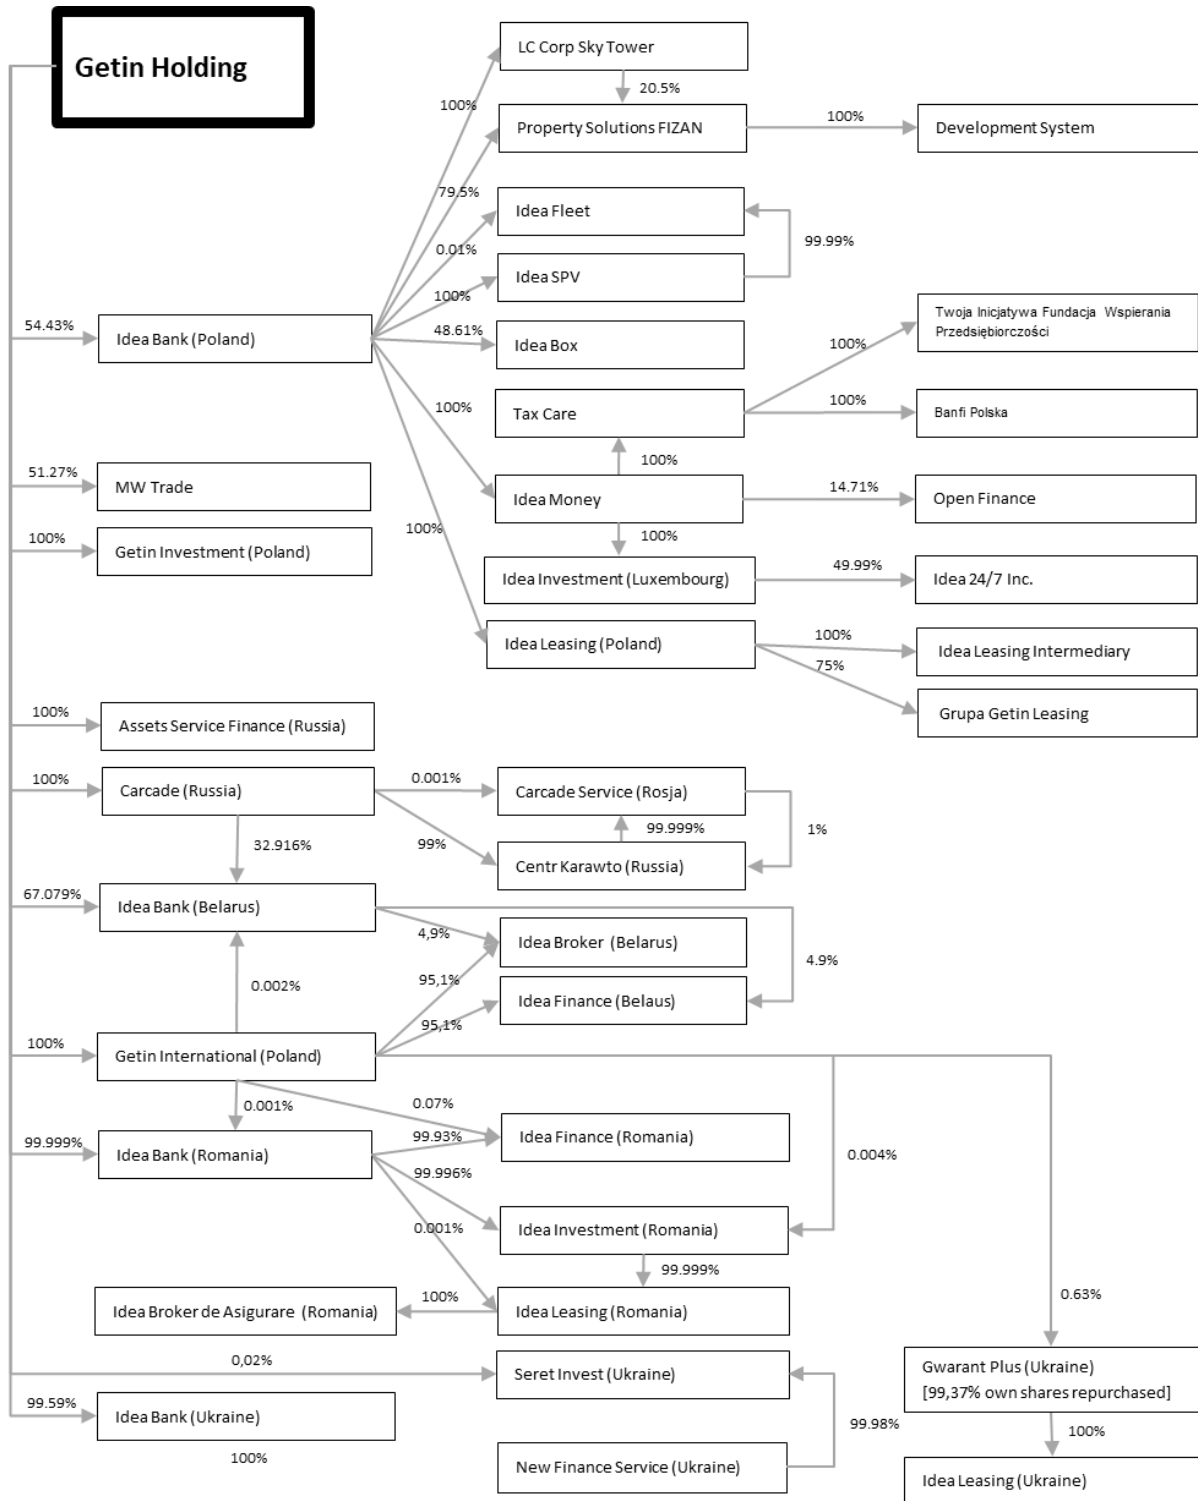 Getin Holding
LC Corp Sky Tower
20.5%
100%
Property Solutions FIZAN
100%
Development System
79.5%
Idea Fleet
0.01%
99.99%
Idea SPV
100%
54.43%
Idea Bank (Poland)
48.61%
Idea Box
Twoja Inicjatywa Fundacja Wspierania
Przedsiębiorczości
100%
100%
Tax Care
100%
Banfi Polska
100%
51.27%
MW Trade
Idea Money
14.71%
Open Finance
100%
100%
100%
Getin Investment (Poland)
Idea Investment (Luxembourg)
49.99%
Idea 24/7 Inc.
Idea Leasing (Poland)
100%
Idea Leasing Intermediary
75%
Grupa Getin Leasing
100%
Assets Service Finance (Russia)
100%
Carcade (Russia)
0.001%
Carcade Service (Rosja)
99.999%
1%
32.916%
99%
Centr Karawto (Russia)
67.079%
Idea Bank (Belarus)
4,9%
Idea Broker (Belarus)
4.9%
0.002%
95,1%
Idea Finance (Belaus)
95,1%
100%
Getin International (Poland)
0.001%
0.07%
99.999%
Idea Bank (Romania)
99.93%
Idea Finance (Romania)
0.004%
99.996%
0.001%
Idea Investment (Romania)
99.999%
Idea Broker de Asigurare (Romania)
100%
Idea Leasing (Romania)
0.63%
0,02%
Seret Invest (Ukraine)
Gwarant Plus (Ukraine)
[99,37% own shares repurchased]
99.59%
Idea Bank (Ukraine)
99.98%
100%
100%
New Finance Service (Ukraine)
Idea Leasing (Ukraine)